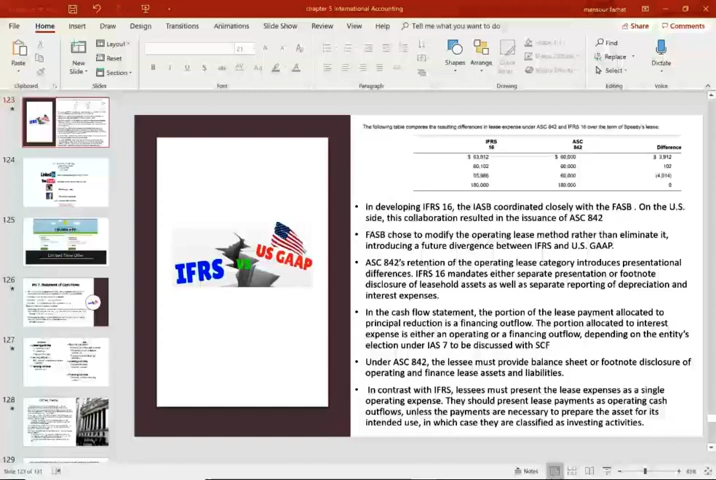 chapter 5 International Accounting
mansour farhat
File Home Insert Draw Design Transitions Animations Slide Show Review View Help Tell me what you want to do Share Comments
Paste
New
Slide
Layout
Reset
Section
Shapes Arrange
Find
Replace
Select
Dictate
Clipboard Slides Font Paragraph Drawing Editing Voice
123
124
125
Limited Time Offer
126
127
128
129
The following table compares the resulting differences in lease expense under ASC 842 and IFRS 16 over the term of Speedy's lease.
IFRS ASC
16 842 Difference
$ 63,912 $ 60,000 $ 3,912
60,102 60,000 102
60,000
180,000 180,000 0
IFRS vs US GAAP
• In developing IFRS 16, the IASB coordinated closely with the FASB . On the U.S.
side, this collaboration resulted in the issuance of ASC 842
• FASB chose to modify the operating lease method rather than eliminate it,
introducing a future divergence between IFRS and U.S. GAAP.
• ASC 842's retention of the operating lease category introduces presentational
differences. IFRS 16 mandates either separate presentation or footnote
disclosure of leasehold assets as well as separate reporting of depreciation and
interest expenses.
• In the cash flow statement, the portion of the lease payment allocated to
principal reduction is a financing outflow. The portion allocated to interest
expense is either an operating or a financing outflow, depending on the entity's
election under IAS 7 to be discussed with SCF
• Under ASC 842, the lessee must provide balance sheet or footnote disclosure of
operating and finance lease assets and liabilities.
• In contrast with IFRS, lessees must present the lease expenses as a single
operating expense. They should present lease payments as operating cash
outflows, unless the payments are necessary to prepare the asset for its
intended use, in which case they are classified as investing activities.
Slide 123 of 131
Notes